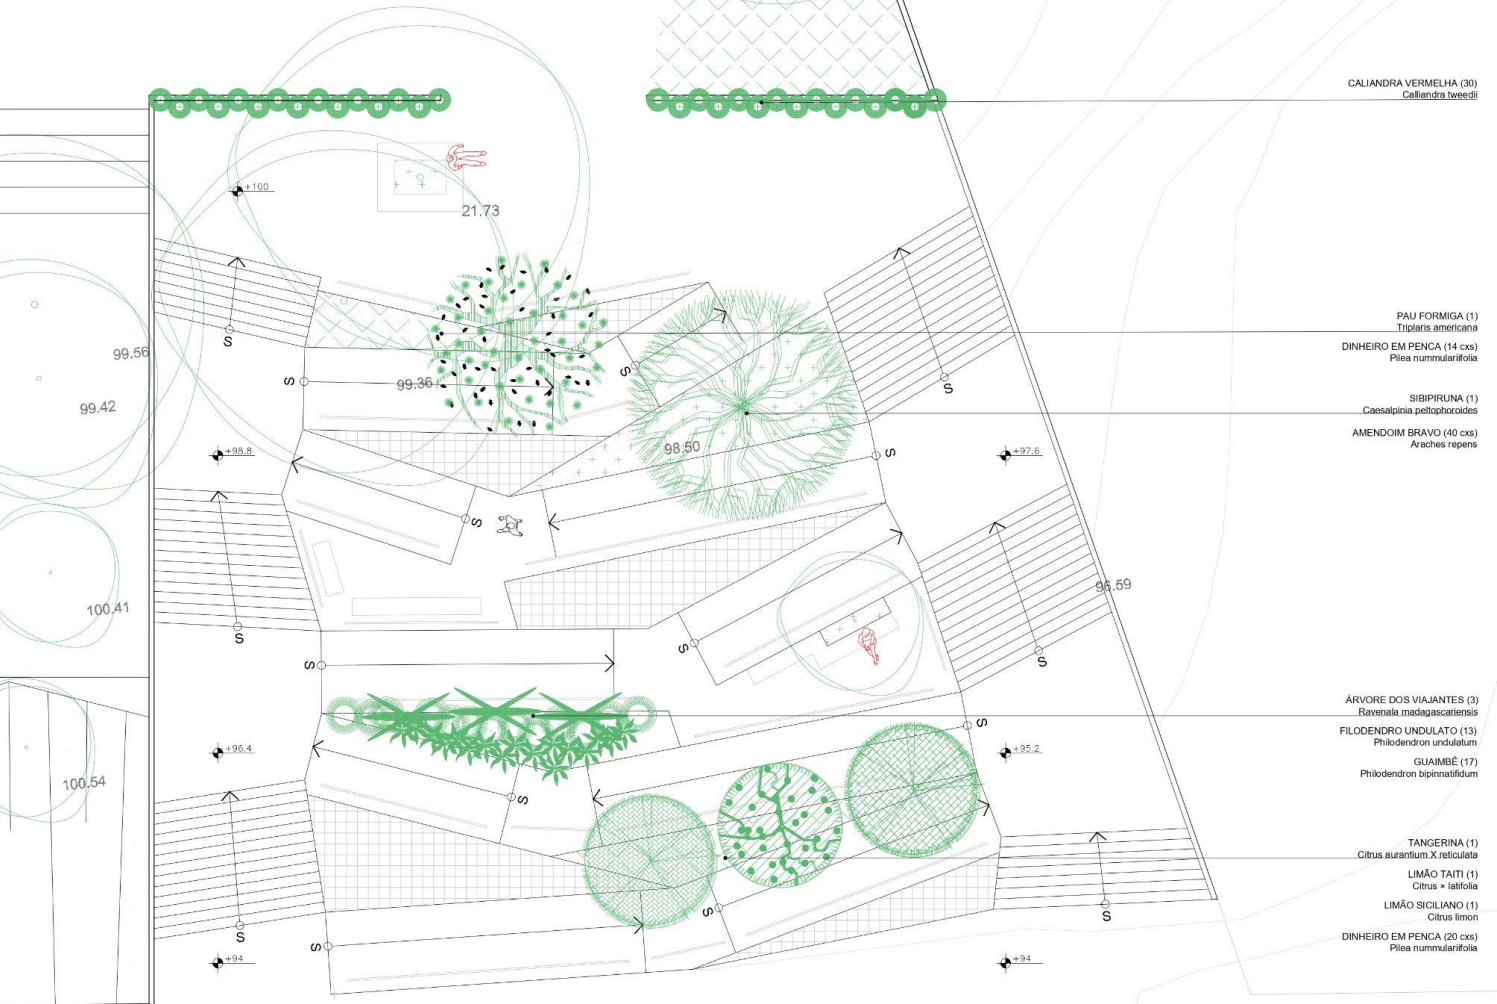 CALIANDRA VERMELHA (30)
Calliandra tweedii
+100
21.73
S
99.56
PAU FORMIGA (1)
Triplaris americana
DINHEIRO EM PENCA (14 cxs)
Pilea nummulariifolia
S
S
99.36
S
99.42
SIBIPIRUNA (1)
Caesalpinia peltophoroides
AMENDOIM BRAVO (40 cxs)
Araches repens
+98.8
98.50
S
+97.6
S
96.59
100.41
S
S
S
S
ÁRVORE DOS VIAJANTES (3)
Ravenala madagascariensis
FILODENDRO UNDULATO (13)
Philodendron undulatum
GUAIMBÊ (17)
Philodendron bipinnatifidum
S
+96.4
+95.2
100.54
S
TANGERINA (1)
Citrus aurantium X reticulata
LIMÃO TAITI (1)
Citrus × latifolia
LIMÃO SICILIANO (1)
Citrus limon
DINHEIRO EM PENCA (20 cxs)
Pilea nummulariifolia
S
S
S
S
+94
+94